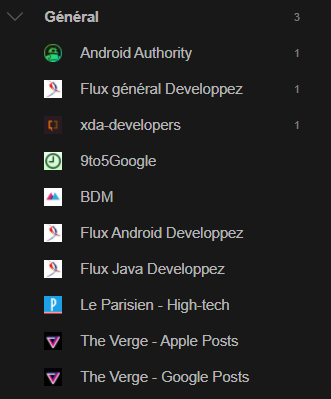 Général 3
Android Authority 1
Flux général Developpez 1
xda-developers 1
9to5Google
BDM
Flux Android Developpez
Flux Java Developpez
Le Parisien - High-tech
The Verge - Apple Posts
The Verge - Google Posts